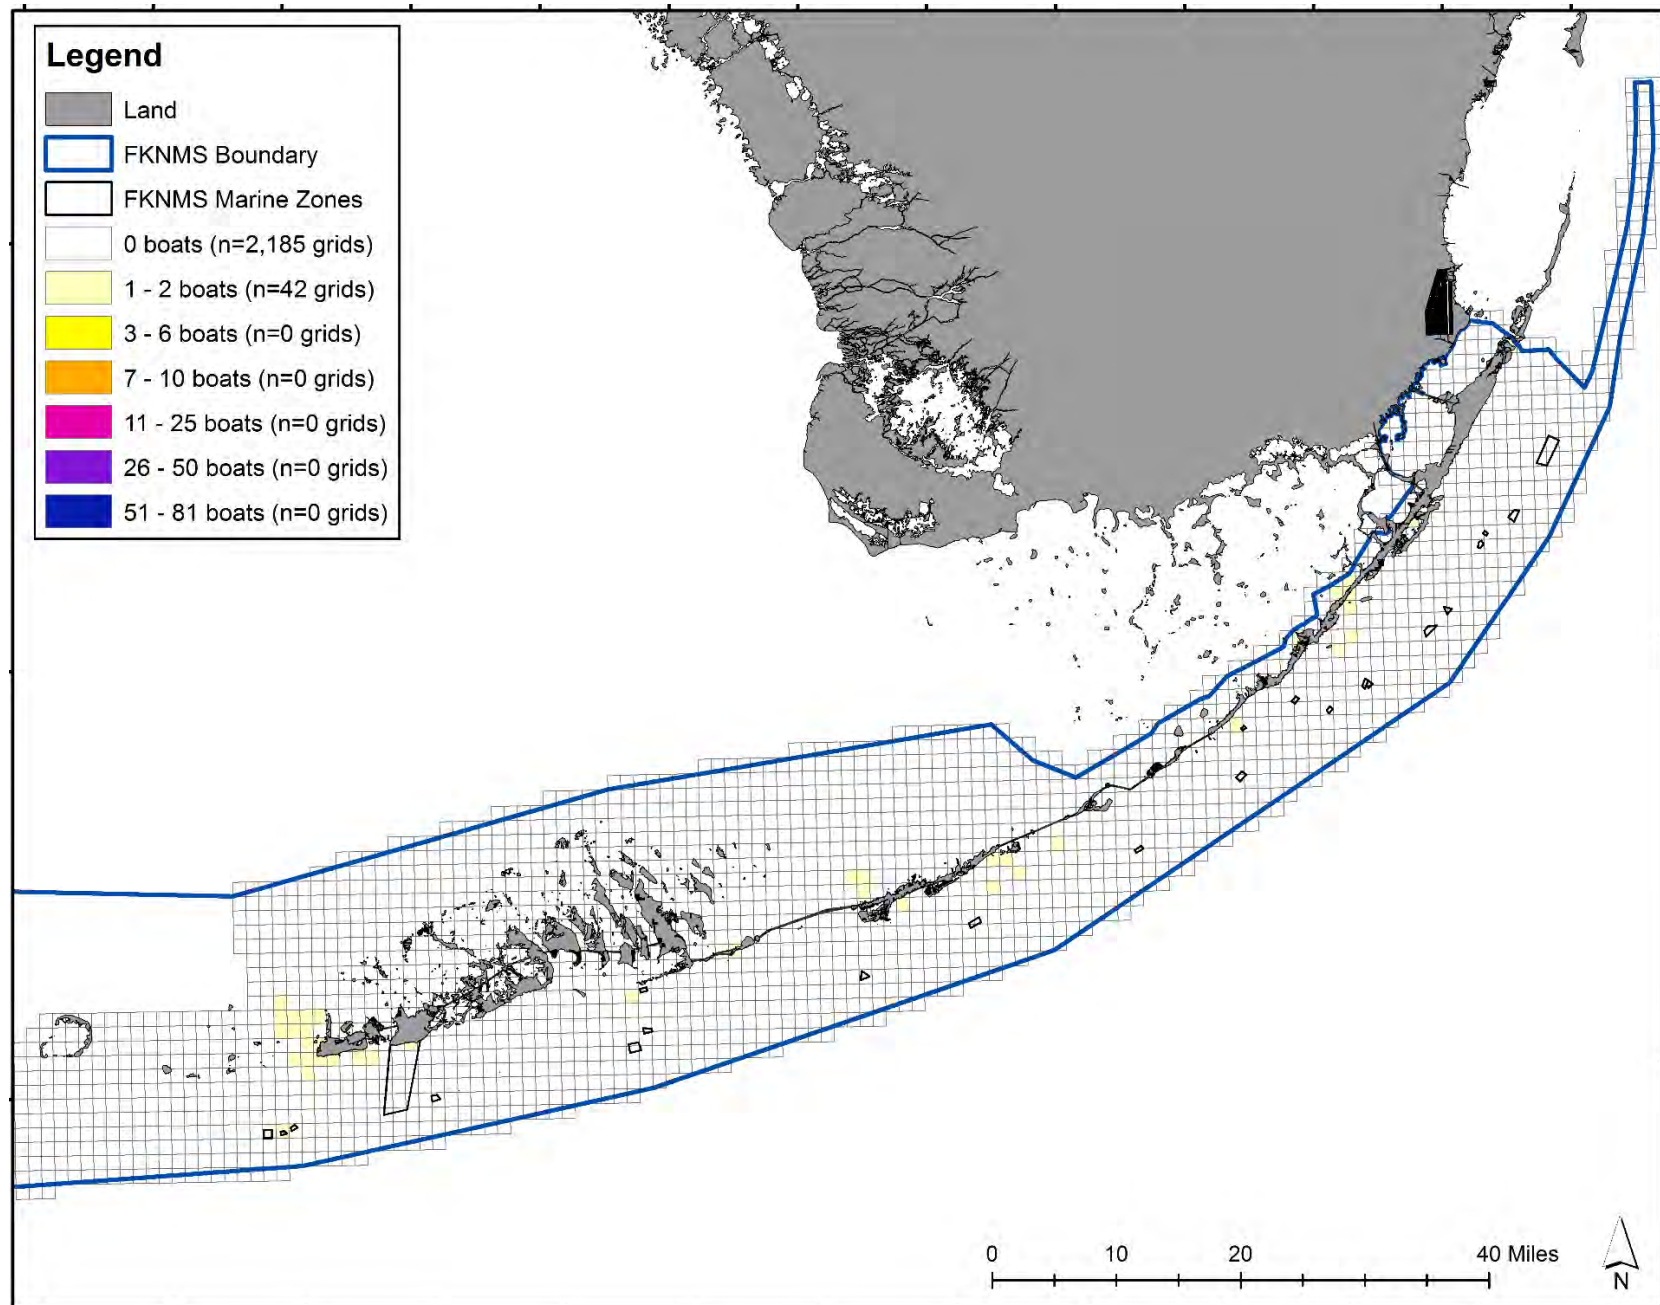 Legend
Land
FKNMS Boundary
FKNMS Marine Zones
0 boats (n=2,185 grids)
1 - 2 boats (n=42 grids)
3 - 6 boats (n=0 grids)
7 - 10 boats (n=0 grids)
11 - 25 boats (n=0 grids)
26 - 50 boats (n=0 grids)
51 - 81 boats (n=0 grids)
0 10 20 40 Miles
N